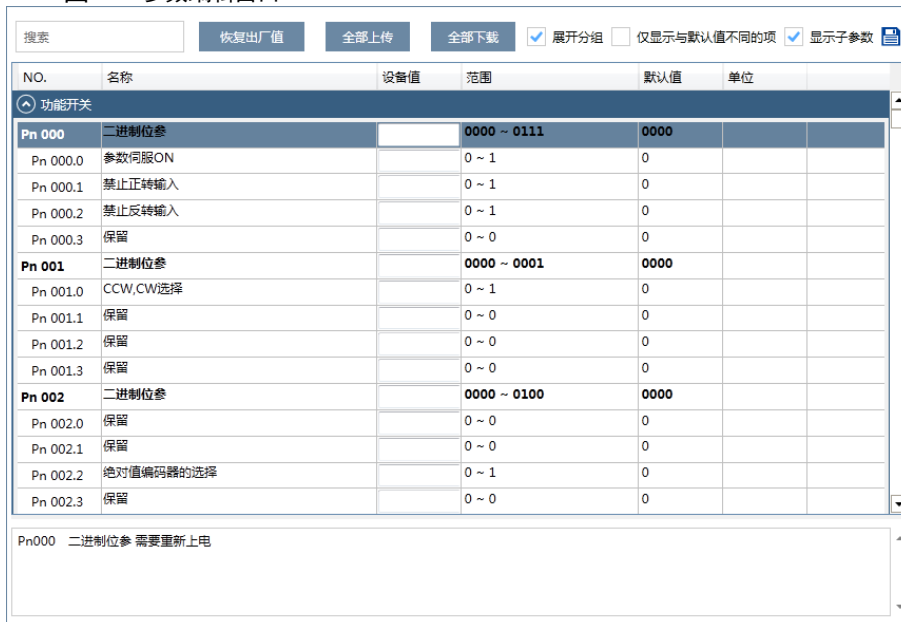 搜索 恢复出厂值 全部上传 全部下载 展开分组 仅显示与默认值不同的项 显示子参数
NO. 名称 设备值 范围 默认值 单位
功能开关
Pn 000 二进制位参 0000 ~ 0111 0000
Pn 000.0 参数伺服ON 0 ~ 1 0
Pn 000.1 禁止正转输入 0 ~ 1 0
Pn 000.2 禁止反转输入 0 ~ 1 0
Pn 000.3 保留 0 ~ 0 0
Pn 001 二进制位参 0000 ~ 0001 0000
Pn 001.0 CCW,CW选择 0 ~ 1 0
Pn 001.1 保留 0 ~ 0 0
Pn 001.2 保留 0 ~ 0 0
Pn 001.3 保留 0 ~ 0 0
Pn 002 二进制位参 0000 ~ 0100 0000
Pn 002.0 保留 0 ~ 0 0
Pn 002.1 保留 0 ~ 0 0
Pn 002.2 绝对值编码器的选择 0 ~ 1 0
Pn 002.3 保留 0 ~ 0 0
Pn000 二进制位参 需要重新上电